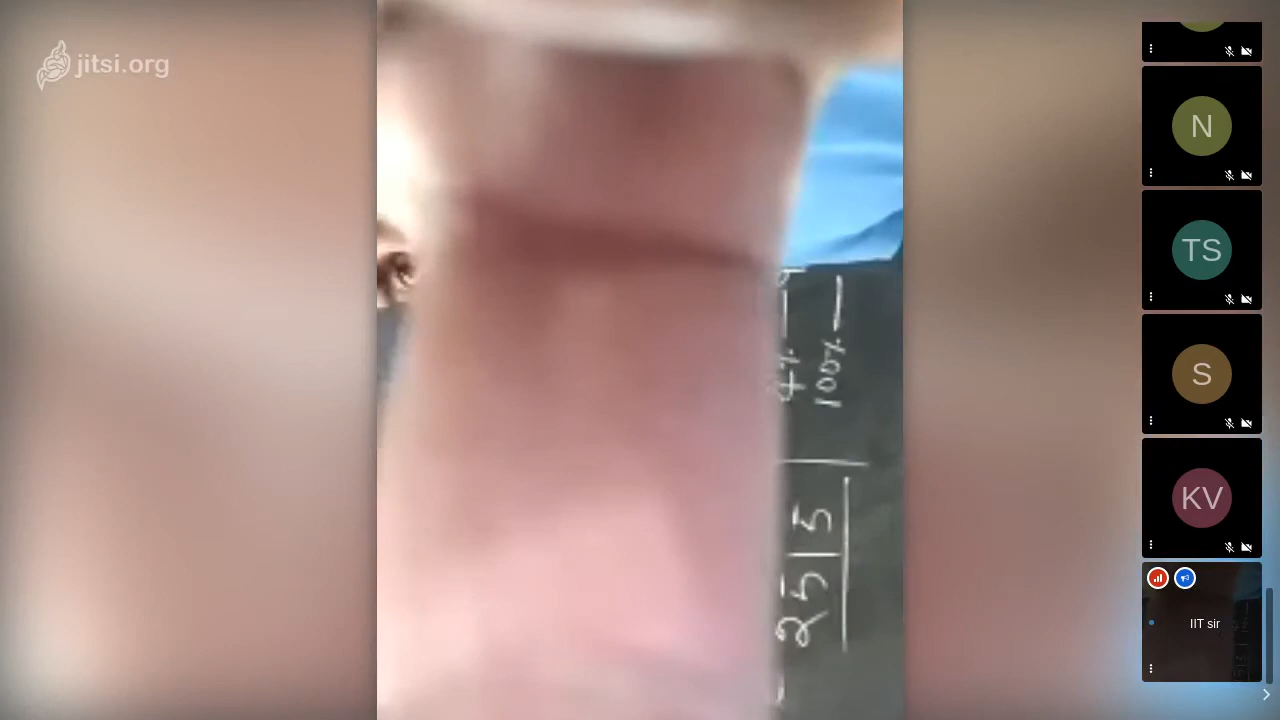 jitsi.org
N
TS
S
KV
IIT sir
4% —
100% —
25 | 5